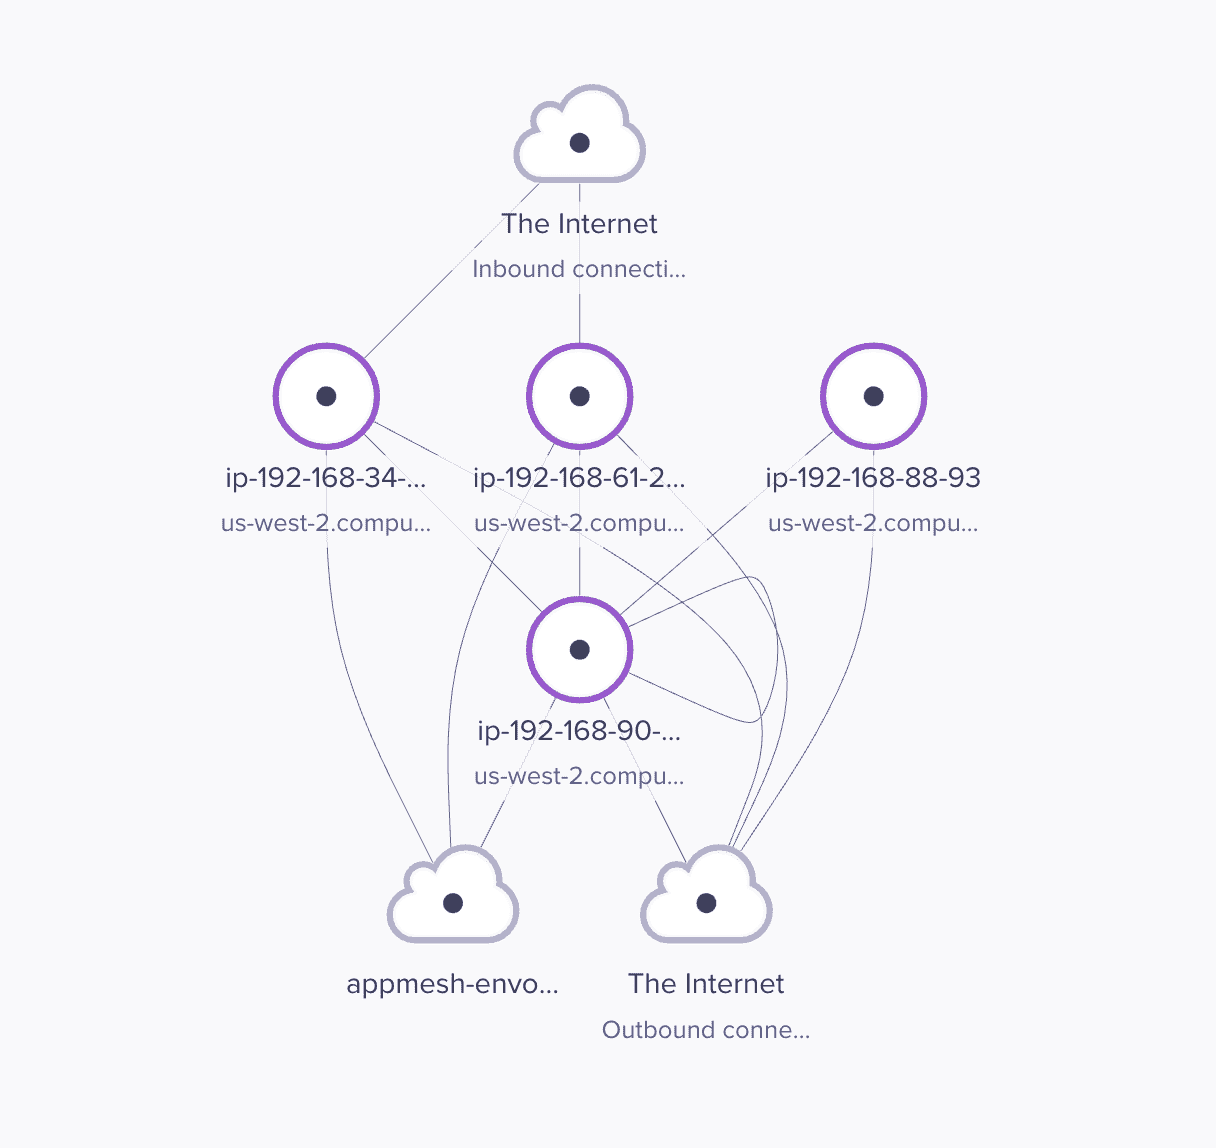 The Internet
Inbound connecti...
ip-192-168-34-...
us-west-2.compu...
ip-192-168-61-2...
us-west-2.compu...
ip-192-168-88-93
us-west-2.compu...
ip-192-168-90-...
us-west-2.compu...
appmesh-envo...
The Internet
Outbound conne...